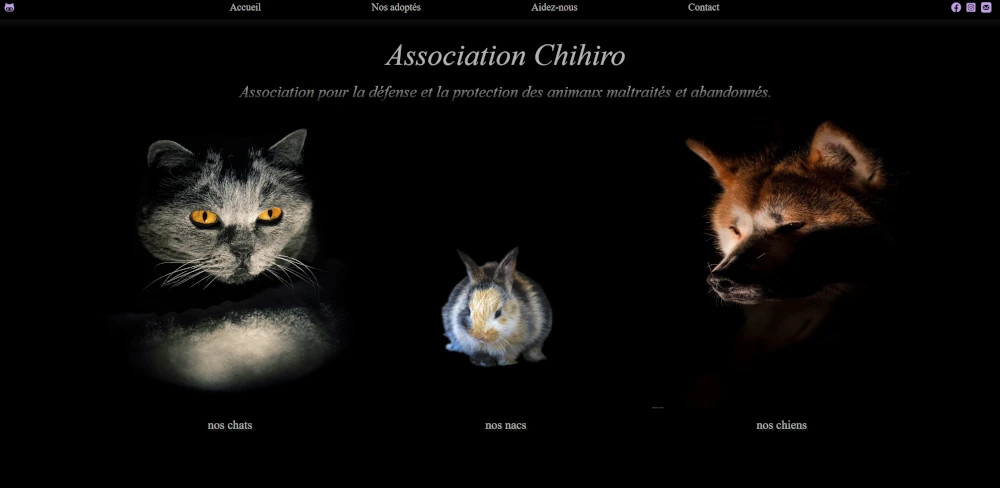 Accueil
Nos adoptés
Aidez-nous
Contact
Association Chihiro
Association pour la défense et la protection des animaux maltraités et abandonnés.
nos chats
nos nacs
nos chiens